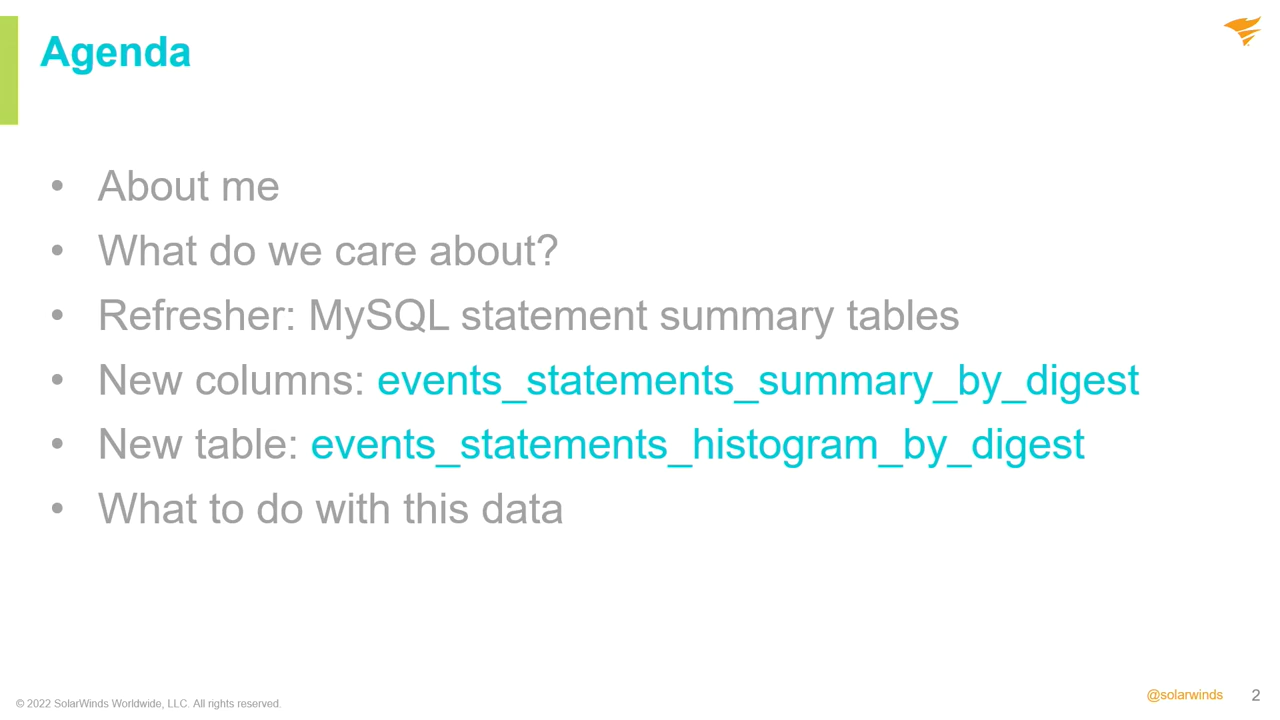 Agenda
• About me
• What do we care about?
• Refresher: MySQL statement summary tables
• New columns: events_statements_summary_by_digest
• New table: events_statements_histogram_by_digest
• What to do with this data
© 2022 SolarWinds Worldwide, LLC. All rights reserved.
@solarwinds 2